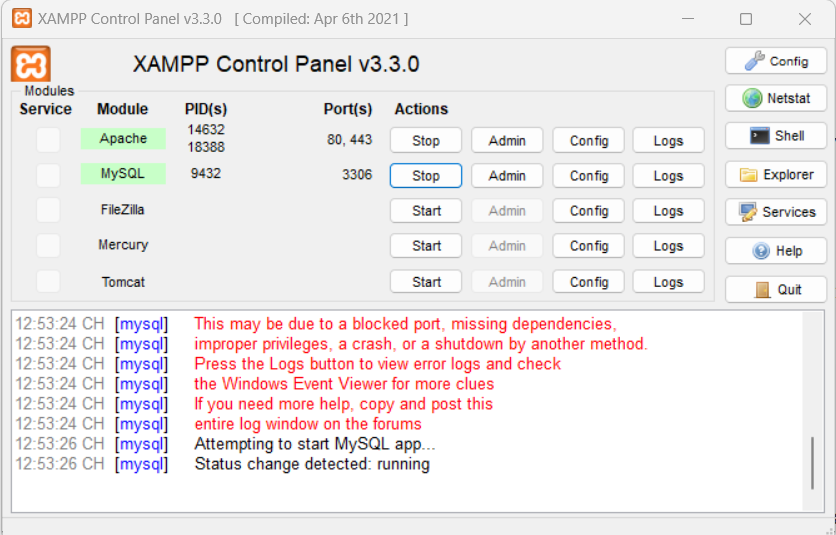 XAMPP Control Panel v3.3.0 [ Compiled: Apr 6th 2021 ]
XAMPP Control Panel v3.3.0
Config
Modules
Service Module PID(s) Port(s) Actions
Netstat
Apache 14632 18388 80, 443 Stop Admin Config Logs
Shell
MySQL 9432 3306 Stop Admin Config Logs
Explorer
FileZilla Start Admin Config Logs
Services
Mercury Start Admin Config Logs
Help
Tomcat Start Admin Config Logs
Quit
12:53:24 CH [mysql] This may be due to a blocked port, missing dependencies,
12:53:24 CH [mysql] improper privileges, a crash, or a shutdown by another method.
12:53:24 CH [mysql] Press the Logs button to view error logs and check
12:53:24 CH [mysql] the Windows Event Viewer for more clues
12:53:24 CH [mysql] If you need more help, copy and post this
12:53:24 CH [mysql] entire log window on the forums
12:53:26 CH [mysql] Attempting to start MySQL app...
12:53:26 CH [mysql] Status change detected: running